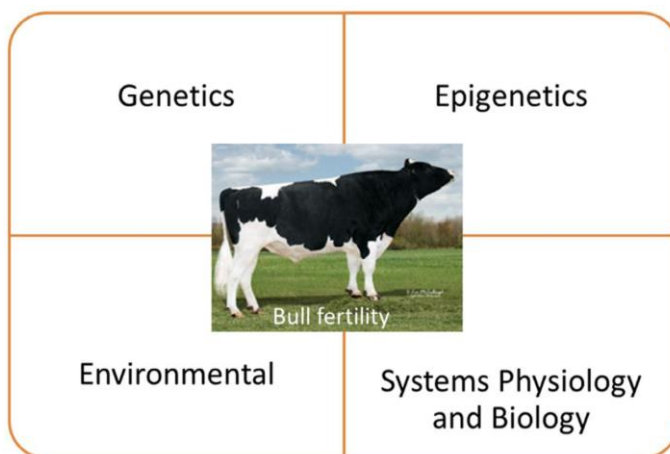 Genetics
Epigenetics
Bull fertility
Environmental
Systems Physiology
and Biology